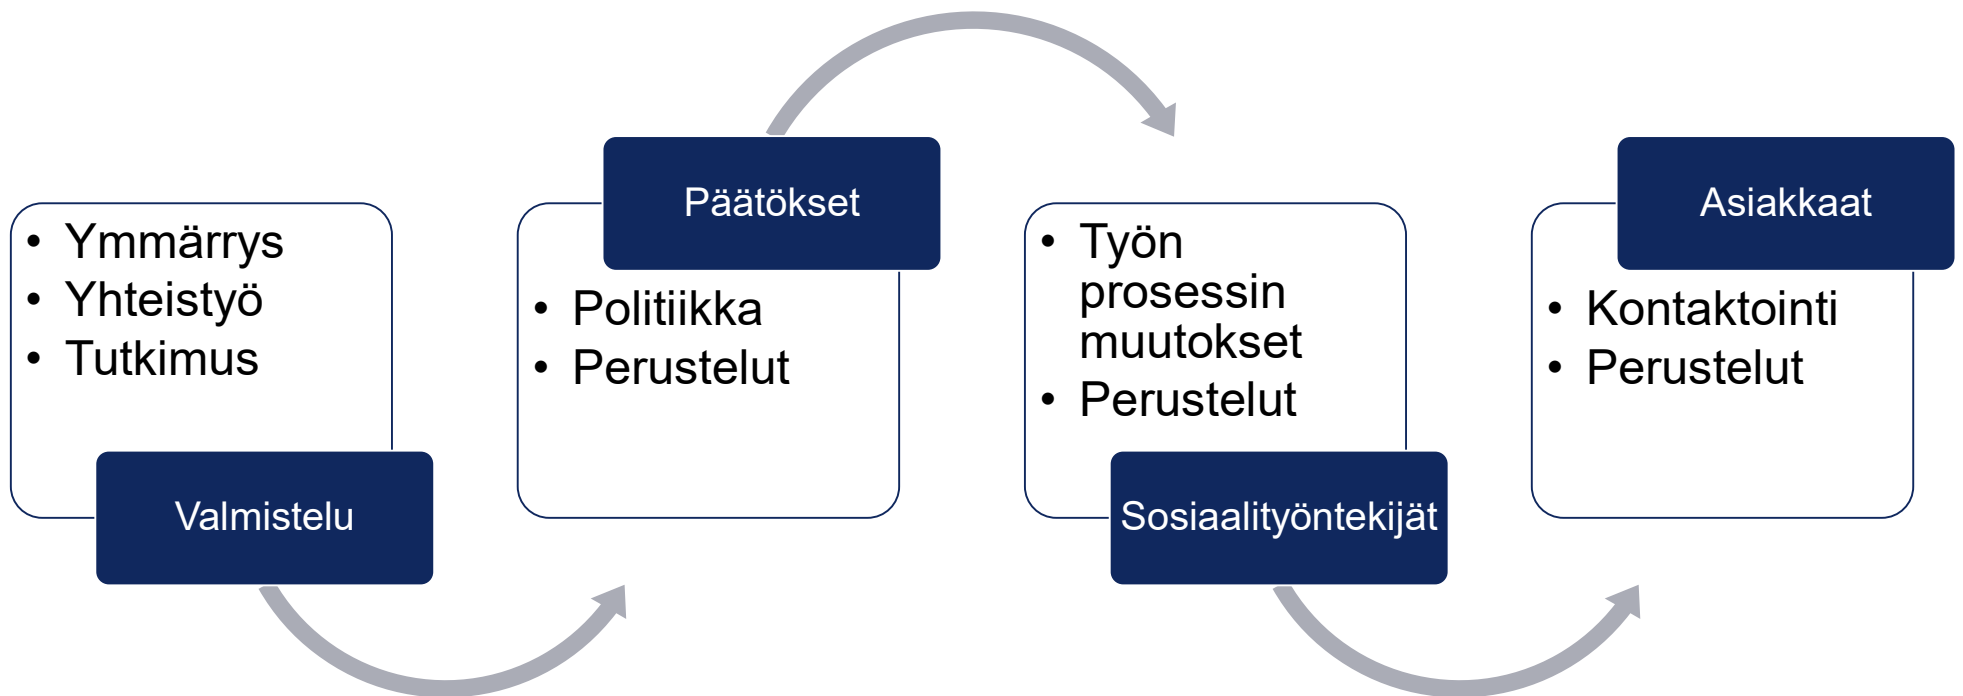 • Ymmärrys
• Yhteistyö
• Tutkimus
Valmistelu
Päätökset
• Politiikka
• Perustelut
• Työn
prosessin
muutokset
• Perustelut
Sosiaalityöntekijät
Asiakkaat
• Kontaktointi
• Perustelut